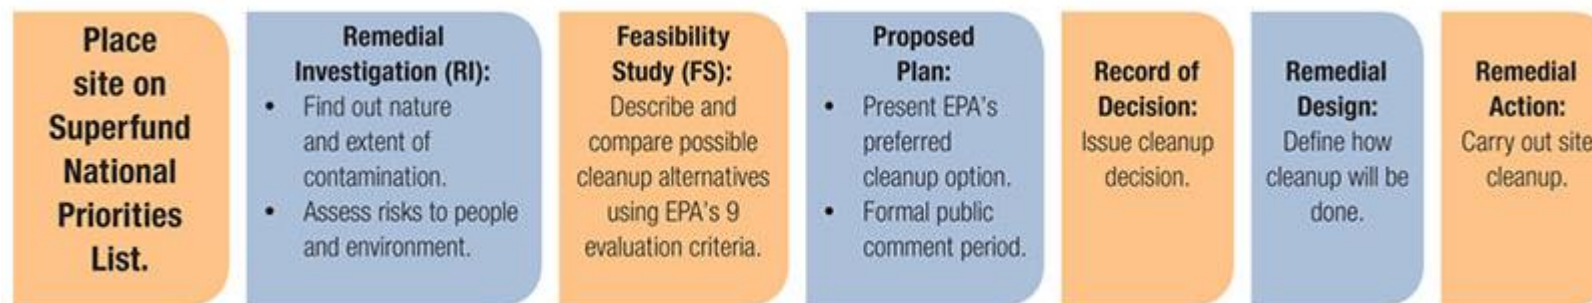 Place
site on
Superfund
National
Priorities
List.
Remedial
Investigation (RI):
• Find out nature
and extent of
contamination.
• Assess risks to people
and environment.
Feasibility
Study (FS):
Describe and
compare possible
cleanup alternatives
using EPA's 9
evaluation criteria.
Proposed
Plan:
• Present EPA's
preferred
cleanup option.
• Formal public
comment period.
Record of
Decision:
Issue cleanup
decision.
Remedial
Design:
Define how
cleanup will be
done.
Remedial
Action:
Carry out site
cleanup.